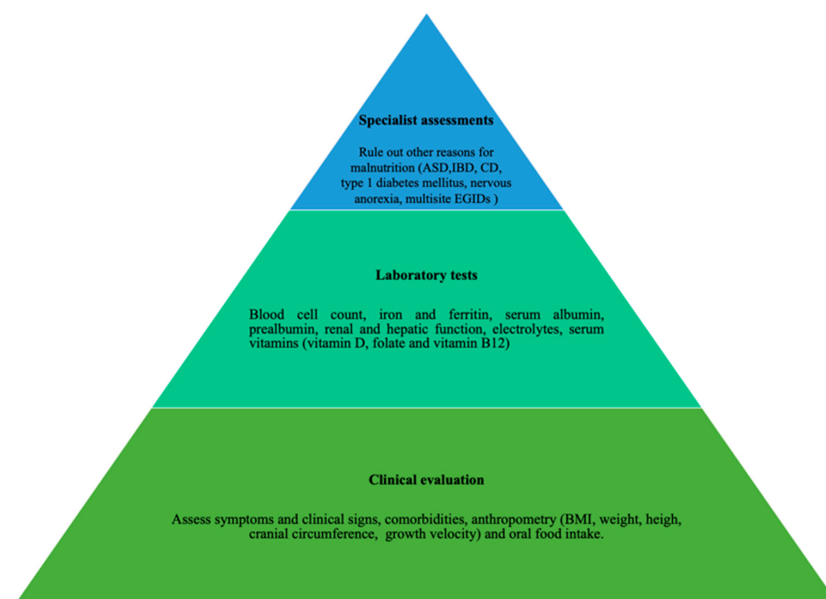 Specialist assessments
Rule out other reasons for
malnutrition (ASD,IBD, CD,
type 1 diabetes mellitus, nervous
anorexia, multisite EGIDs )
Laboratory tests
Blood cell count, iron and ferritin, serum albumin,
prealbumin, renal and hepatic function, electrolytes, serum
vitamins (vitamin D, folate and vitamin B12)
Clinical evaluation
Assess symptoms and clinical signs, comorbidities, anthropometry (BMI, weight, heigh,
cranial circumference, growth velocity) and oral food intake.